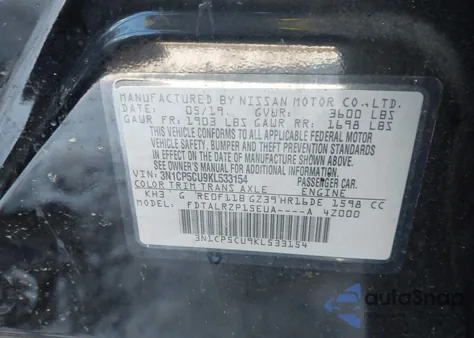 MANUFACTURED BY NISSAN MOTOR CO., LTD.
DATE: 05/19 GVWR: 3600 LBS
GAWR FR: 1903 LBS GAWR RR: 1698 LBS
THIS VEHICLE CONFORMS TO ALL APPLICABLE FEDERAL MOTOR
VEHICLE SAFETY, BUMPER AND THEFT PREVENTION STANDARDS
IN EFFECT ON THE DATE OF MANUFACTURE SHOWN ABOVE.
SEE OWNER'S MANUAL FOR ADDITIONAL INFORMATION.
VIN: 3N1CP5CU9KL533154 PASSENGER CAR.
COLOR TRIM TRANS AXLE ENGINE
KH3 G RE0F11B GZ39 HR16DE 1598 CC
MODEL: FDTALRZP15EUA----A 4Z000
3N1CP5CU9KL533154
autoSnap